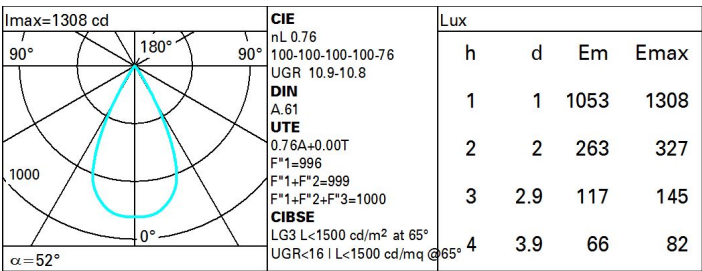 Imax=1308 cd
90°
180°
90°
1000
0°
α=52°
CIE
nL 0.76
100-100-100-100-76
UGR 10.9-10.8
DIN
A.61
UTE
0.76A+0.00T
F"1=996
F"1+F"2=999
F"1+F"2+F"3=1000
CIBSE
LG3 L<1500 cd/m² at 65°
UGR<16 | L<1500 cd/mq @65°
Lux
h d Em Emax
1 1 1053 1308
2 2 263 327
3 2.9 117 145
4 3.9 66 82